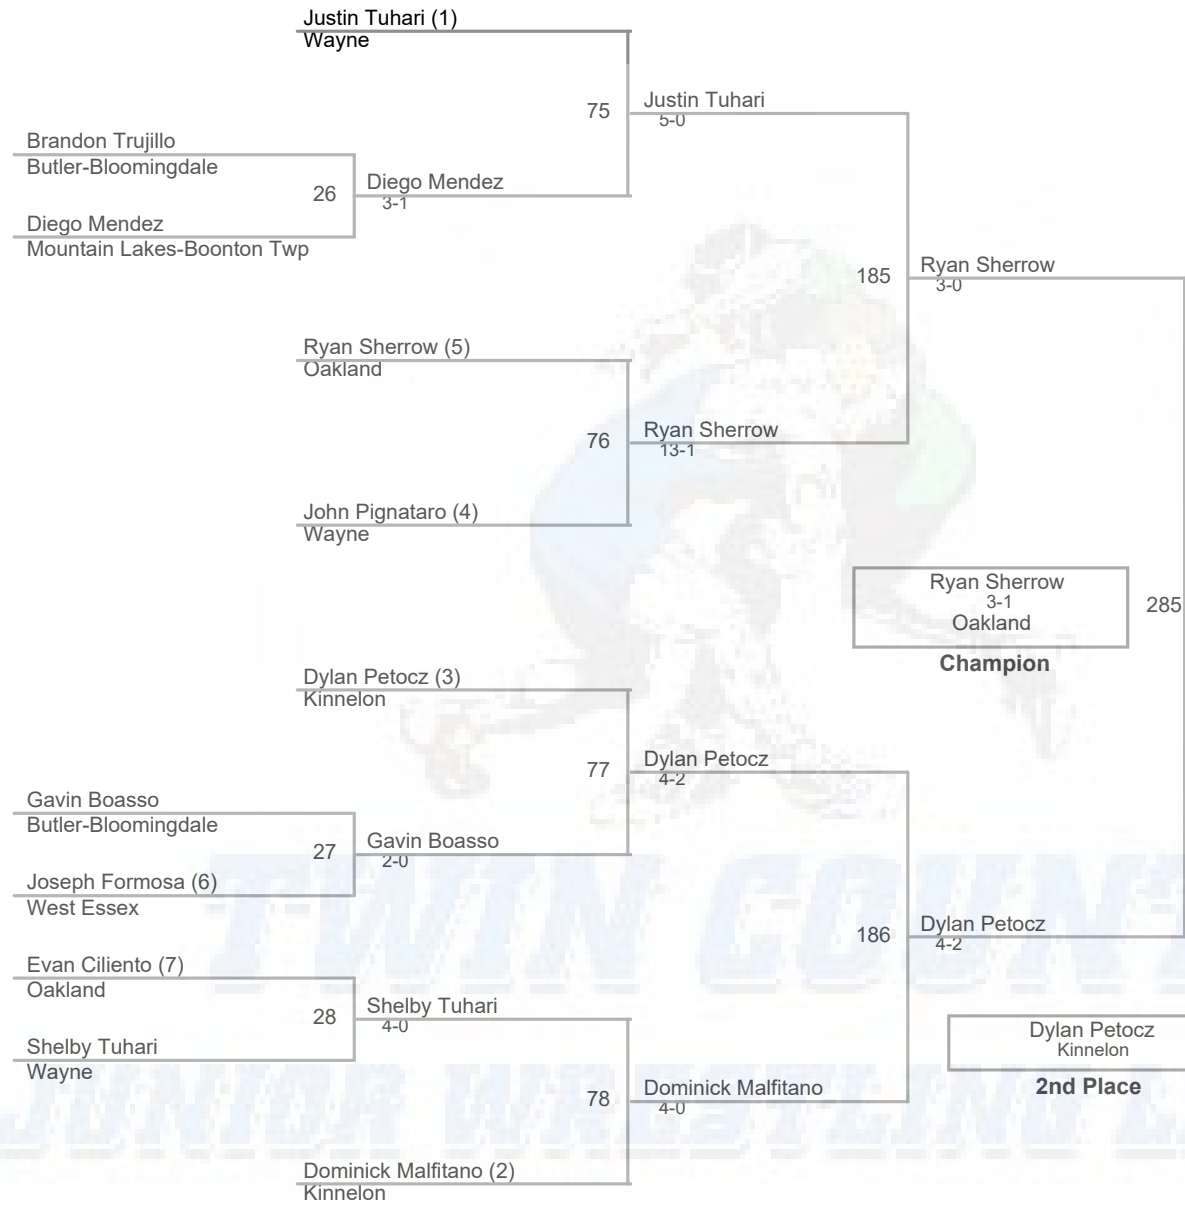 Justin Tuhari (1)
Wayne
75
Justin Tuhari
5-0
Brandon Trujillo
Butler-Bloomingdale
26
Diego Mendez
3-1
Diego Mendez
Mountain Lakes-Boonton Twp
185
Ryan Sherrow
3-0
Ryan Sherrow (5)
Oakland
76
Ryan Sherrow
13-1
John Pignataro (4)
Wayne
Ryan Sherrow
3-1
Oakland
285
Champion
Dylan Petocz (3)
Kinnelon
77
Dylan Petocz
4-2
Gavin Boasso
Butler-Bloomingdale
27
Gavin Boasso
2-0
Joseph Formosa (6)
West Essex
186
Dylan Petocz
4-2
Evan Ciliento (7)
Oakland
28
Shelby Tuhari
4-0
Shelby Tuhari
Wayne
Dylan Petocz
Kinnelon
2nd Place
78
Dominick Malfitano
4-0
Dominick Malfitano (2)
Kinnelon
TWIN COUN
JUNIOR WRESTLING